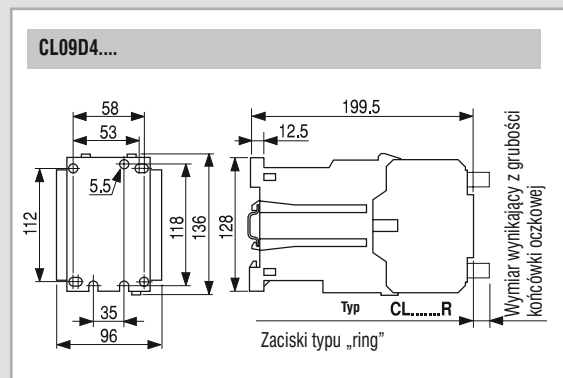 CL09D4....
58
53
5.5
112
118
136
35
96
199.5
12.5
128
Typ CL......R
Zaciski typu „ring”
Wymiar wynikający z grubości
końcówki oczkowej